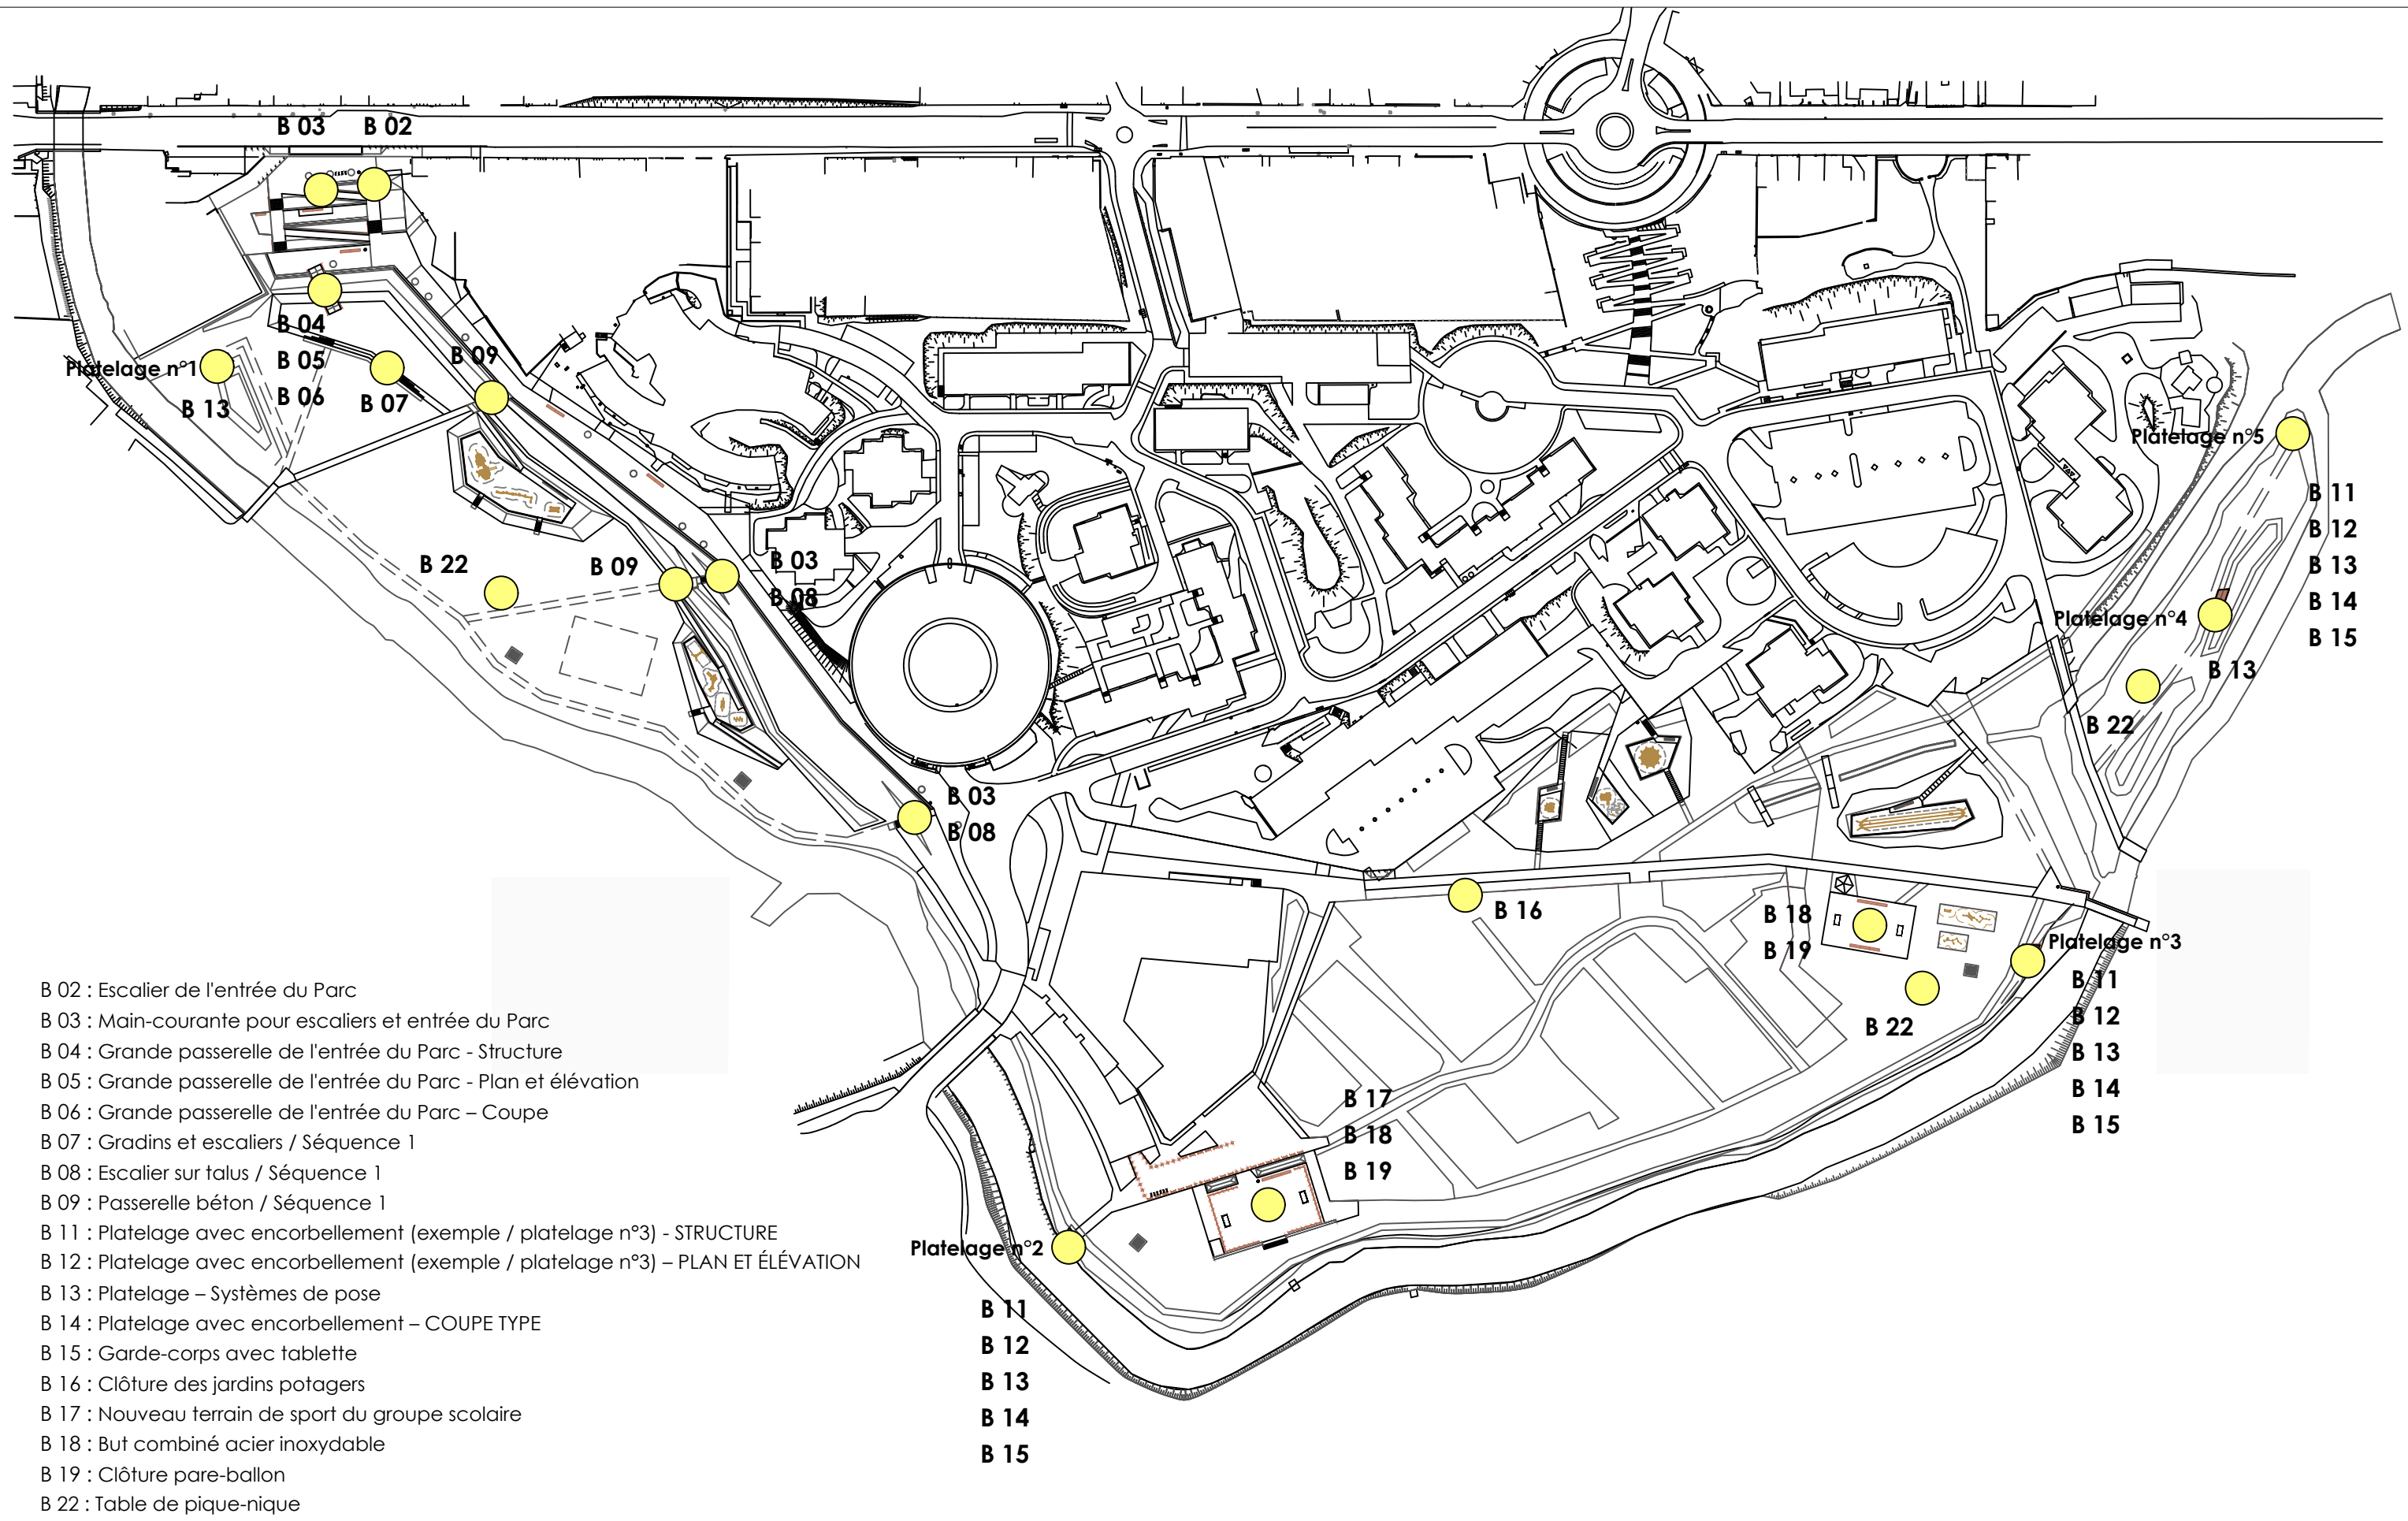 B 03 B 02
B 04
B 05
B 06
B 09
Platelage n°1
B 13
B 07
Platelage n°5
B 11
B 12
B 13
B 14
B 15
B 22
B 09
B 03
B 08
Platelage n°4
B 13
B 22
B 03
B 08
B 16
B 18
B 19
Platelage n°3
B 11
B 12
B 13
B 14
B 15
B 22
B 17
B 18
B 19
Platelage n°2
B 11
B 12
B 13
B 14
B 15
B 02 : Escalier de l'entrée du Parc
B 03 : Main-courante pour escaliers et entrée du Parc
B 04 : Grande passerelle de l'entrée du Parc - Structure
B 05 : Grande passerelle de l'entrée du Parc - Plan et élévation
B 06 : Grande passerelle de l'entrée du Parc – Coupe
B 07 : Gradins et escaliers / Séquence 1
B 08 : Escalier sur talus / Séquence 1
B 09 : Passerelle béton / Séquence 1
B 11 : Platelage avec encorbellement (exemple / platelage n°3) - STRUCTURE
B 12 : Platelage avec encorbellement (exemple / platelage n°3) – PLAN ET ÉLÉVATION
B 13 : Platelage – Systèmes de pose
B 14 : Platelage avec encorbellement – COUPE TYPE
B 15 : Garde-corps avec tablette
B 16 : Clôture des jardins potagers
B 17 : Nouveau terrain de sport du groupe scolaire
B 18 : But combiné acier inoxydable
B 19 : Clôture pare-ballon
B 22 : Table de pique-nique